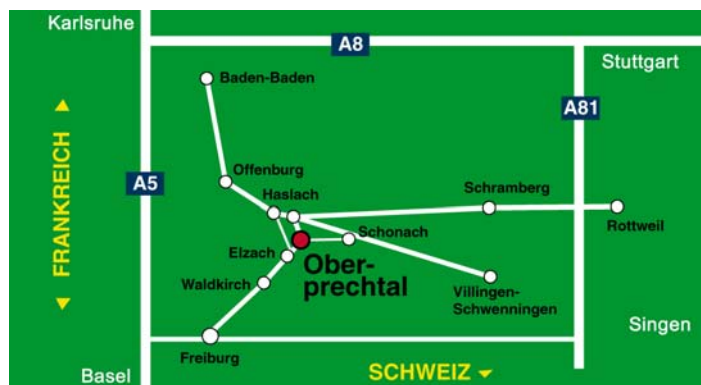 Karlsruhe
A8
Stuttgart
Baden-Baden
A81
FRANKREICH
A5
Offenburg
Haslach
Schramberg
Rottweil
Schonach
Elzach
Ober-
prechtal
Waldkirch
Villingen-
Schwenningen
Singen
Freiburg
Basel
SCHWEIZ